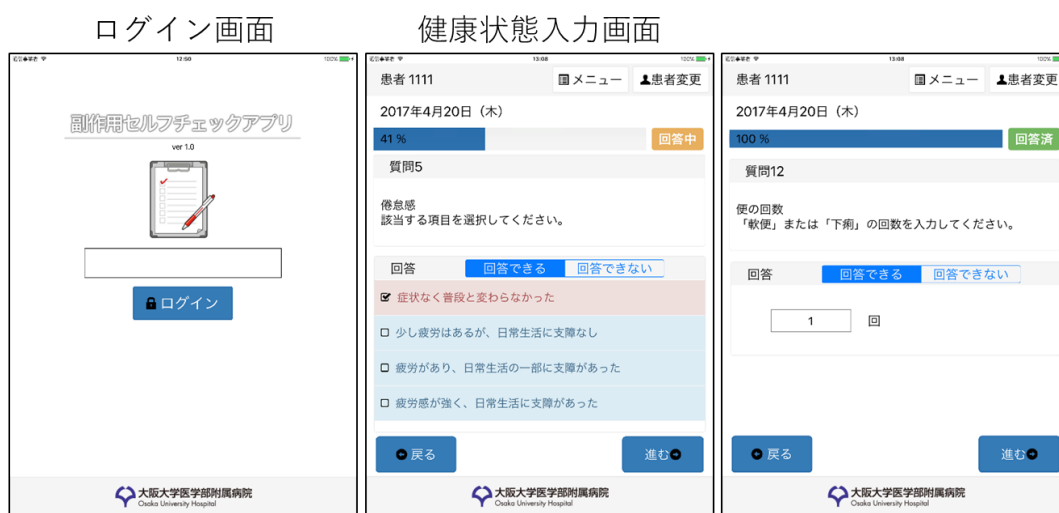 ログイン画面
健康状態入力画面
12:50
100%
副作用セルフチェックアプリ
ver 1.0
ログイン
大阪大学医学部附属病院
Osaka University Hospital
13:08
100%
患者 1111
メニュー
患者変更
2017年4月20日（木）
41 %
回答中
質問5
倦怠感
該当する項目を選択してください。
回答
回答できる
回答できない
症状なく普段と変わらなかった
少し疲労はあるが、日常生活に支障なし
疲労があり、日常生活の一部に支障があった
疲労感が強く、日常生活に支障があった
戻る
進む
大阪大学医学部附属病院
Osaka University Hospital
13:08
100%
患者 1111
メニュー
患者変更
2017年4月20日（木）
100 %
回答済
質問12
便の回数
「軟便」または「下痢」の回数を入力してください。
回答
回答できる
回答できない
1 回
戻る
進む
大阪大学医学部附属病院
Osaka University Hospital